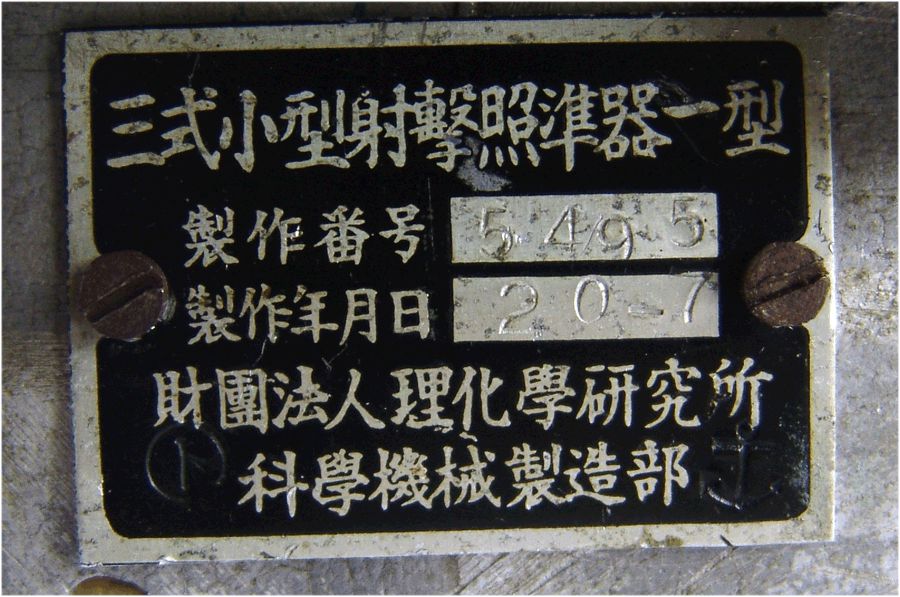 三式小型射擊照準器一型
製作番号 5495
製作年月日 20-7
財團法人理化學研究所
科學機械製造部
ト